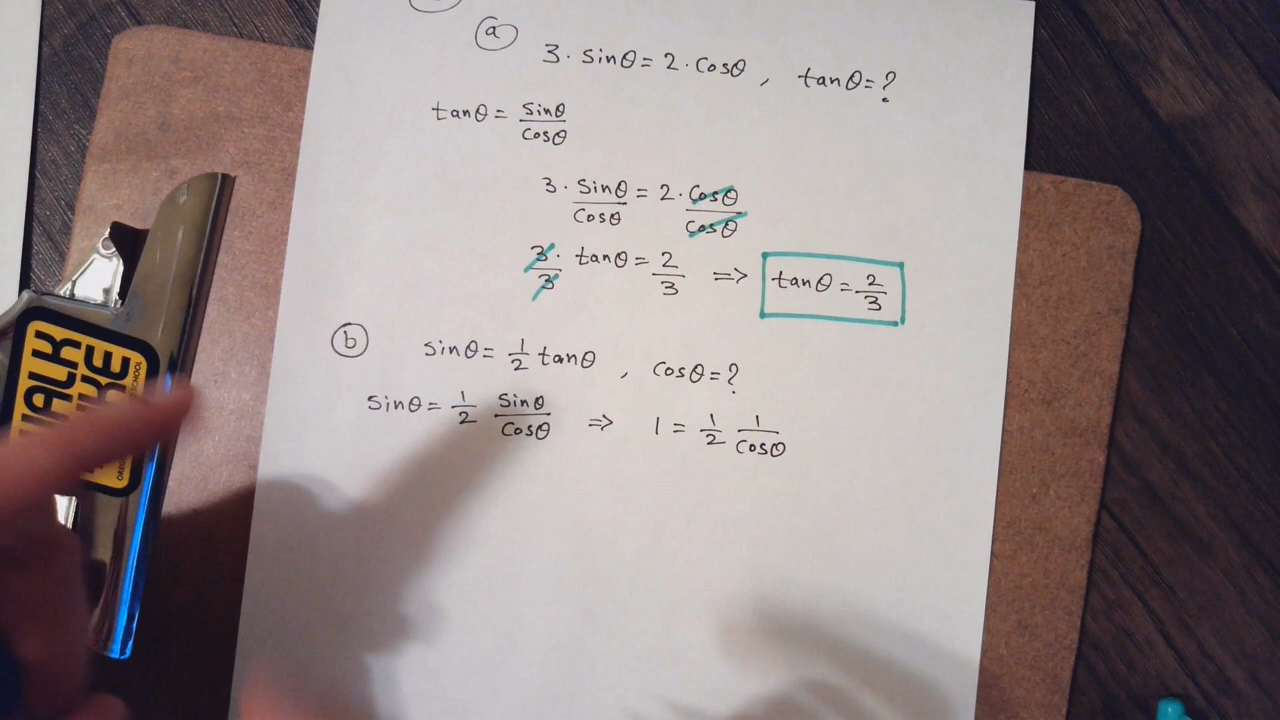 ⓐ 3 · sinθ = 2 · cosθ , tanθ = ?
tanθ = sinθ/cosθ
3 · sinθ/cosθ = 2 · cosθ/cosθ
3/3 · tanθ = 2/3 => tanθ = 2/3
ⓑ sinθ = 1/2 tanθ , cosθ = ?
sinθ = 1/2 sinθ/cosθ => 1 = 1/2 1/cosθ
WALK